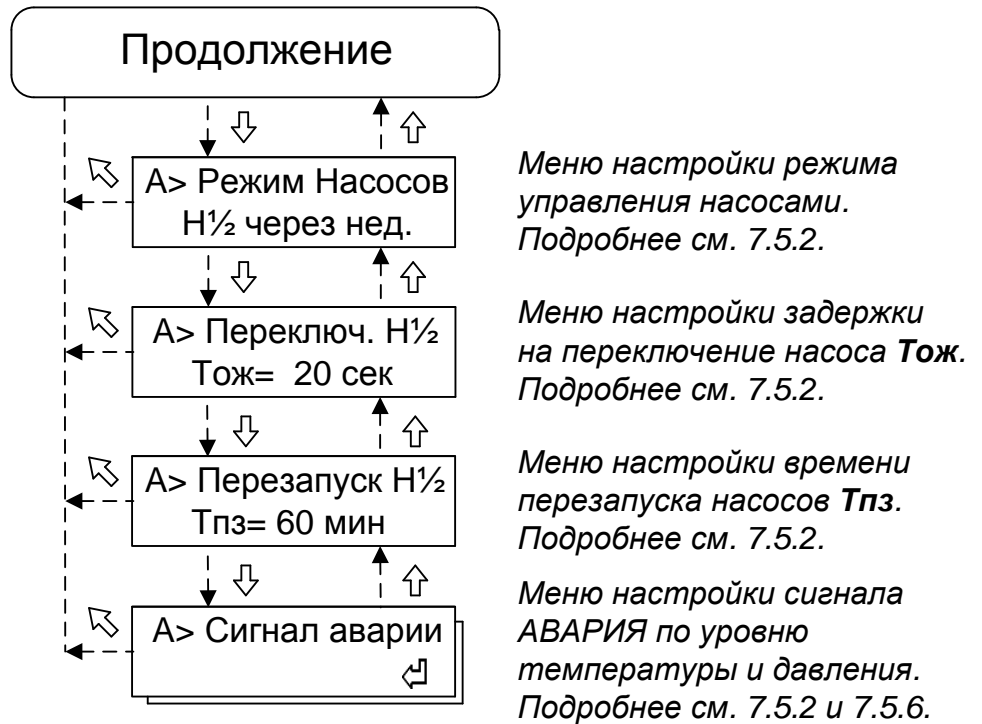 Продолжение
А> Режим Насосов
Н½ через нед.
Меню настройки режима
управления насосами.
Подробнее см. 7.5.2.
А> Переключ. Н½
Тож= 20 сек
Меню настройки задержки
на переключение насоса Тож.
Подробнее см. 7.5.2.
А> Перезапуск Н½
Тпз= 60 мин
Меню настройки времени
перезапуска насосов Тпз.
Подробнее см. 7.5.2.
А> Сигнал аварии
Меню настройки сигнала
АВАРИЯ по уровню
температуры и давления.
Подробнее см. 7.5.2 и 7.5.6.